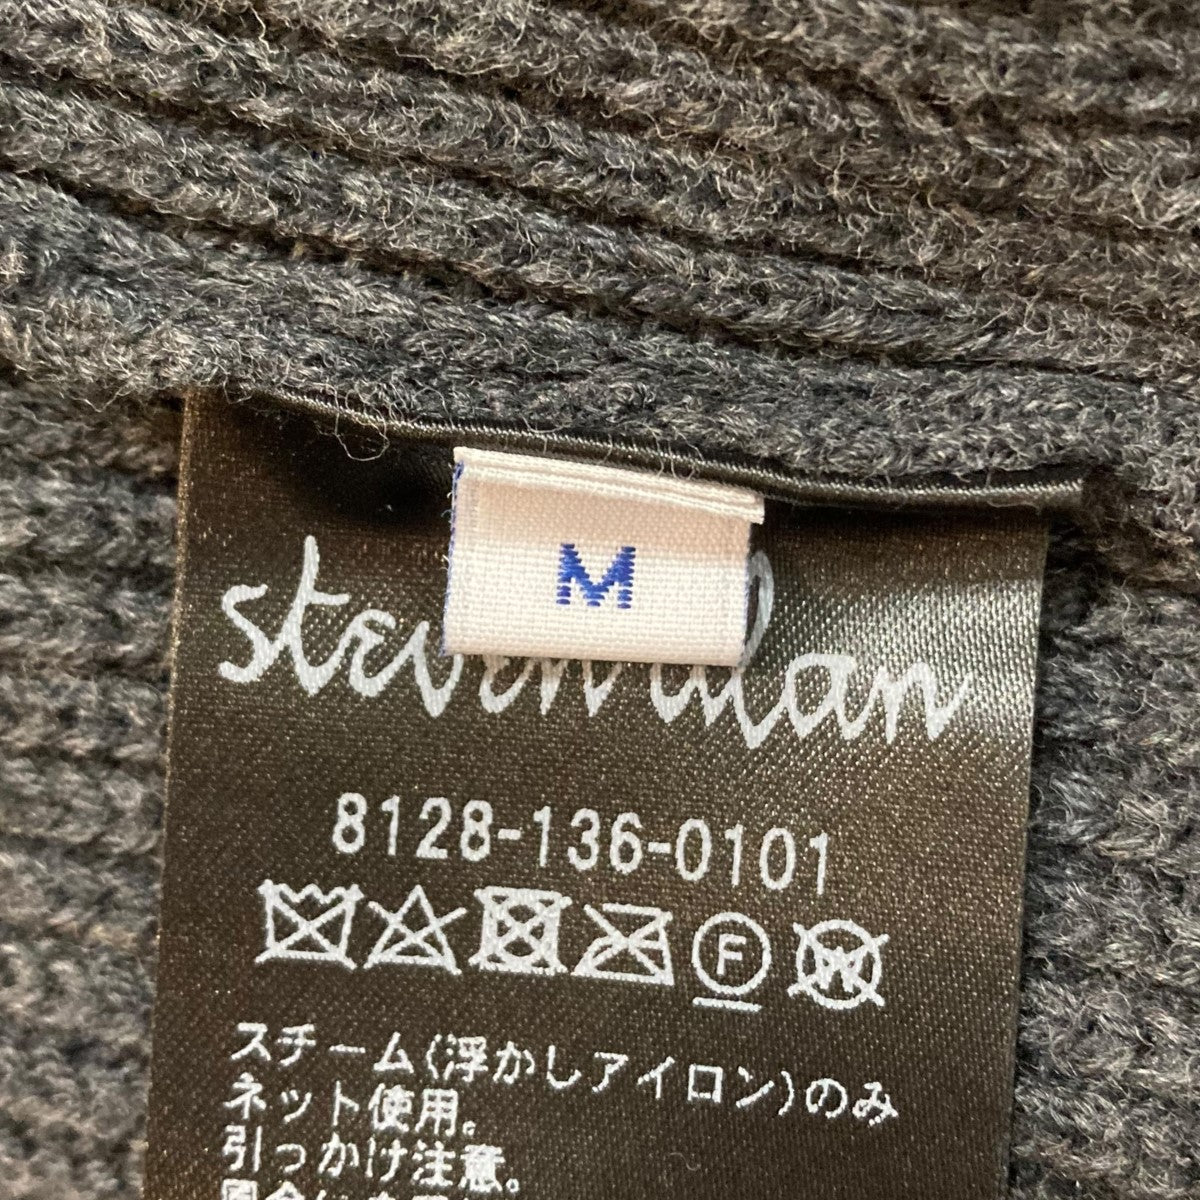 M
steven alan
8128-136-0101
F W
スチーム(浮かしアイロン)のみ
ネット使用。
引っかけ注意。